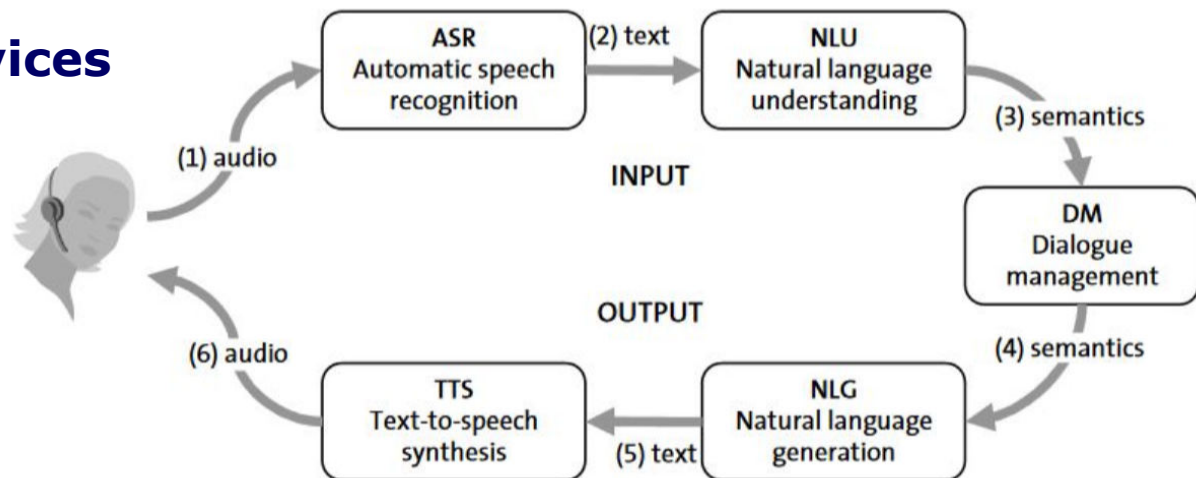 vices
ASR
Automatic speech
recognition
(2) text
NLU
Natural language
understanding
(1) audio
(3) semantics
INPUT
DM
Dialogue
management
OUTPUT
(6) audio
(4) semantics
TTS
Text-to-speech
synthesis
(5) text
NLG
Natural language
generation